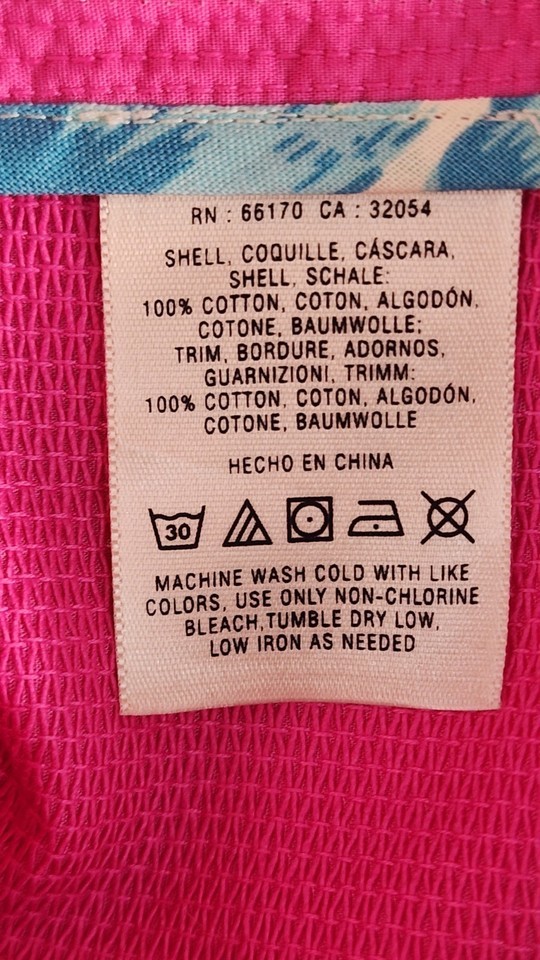 RN : 66170 CA : 32054
SHELL, COQUILLE, CÁSCARA,
SHELL, SCHALE:
100% COTTON, COTON, ALGODÓN,
COTONE, BAUMWOLLE;
TRIM, BORDURE, ADORNOS,
GUARNIZIONI, TRIMM:
100% COTTON, COTON, ALGODÓN,
COTONE, BAUMWOLLE
HECHO EN CHINA
30
MACHINE WASH COLD WITH LIKE
COLORS, USE ONLY NON-CHLORINE
BLEACH,TUMBLE DRY LOW,
LOW IRON AS NEEDED